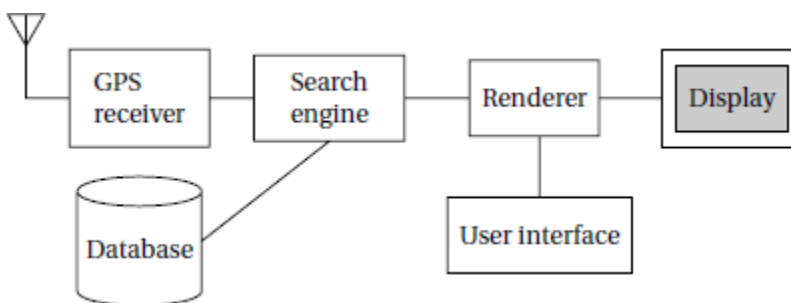 GPS
receiver
Search
engine
Renderer
Display
Database
User interface